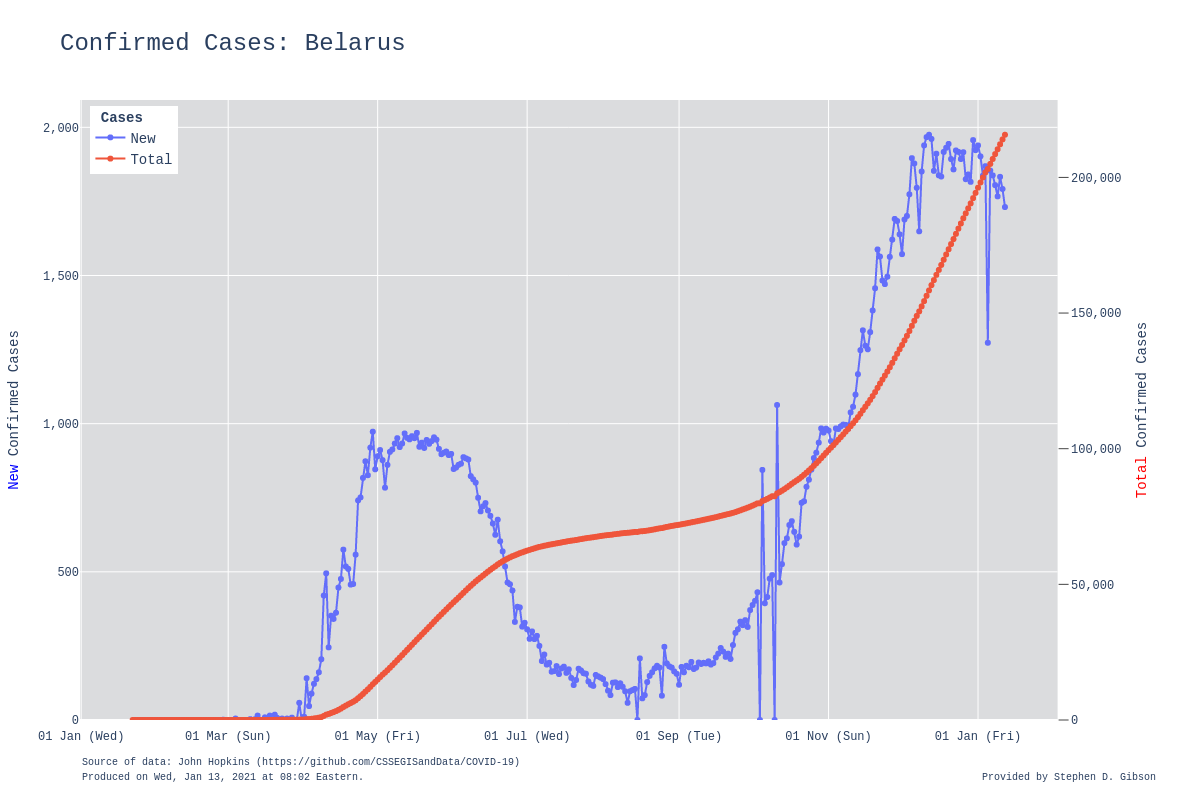 Confirmed Cases: Belarus
Cases
New
Total
2,000
1,500
1,000
500
0
200,000
150,000
100,000
50,000
0
New Confirmed Cases
Total Confirmed Cases
01 Jan (Wed)
01 Mar (Sun)
01 May (Fri)
01 Jul (Wed)
01 Sep (Tue)
01 Nov (Sun)
01 Jan (Fri)
Source of data: John Hopkins (https://github.com/CSSEGISandData/COVID-19)
Produced on Wed, Jan 13, 2021 at 08:02 Eastern.
Provided by Stephen D. Gibson